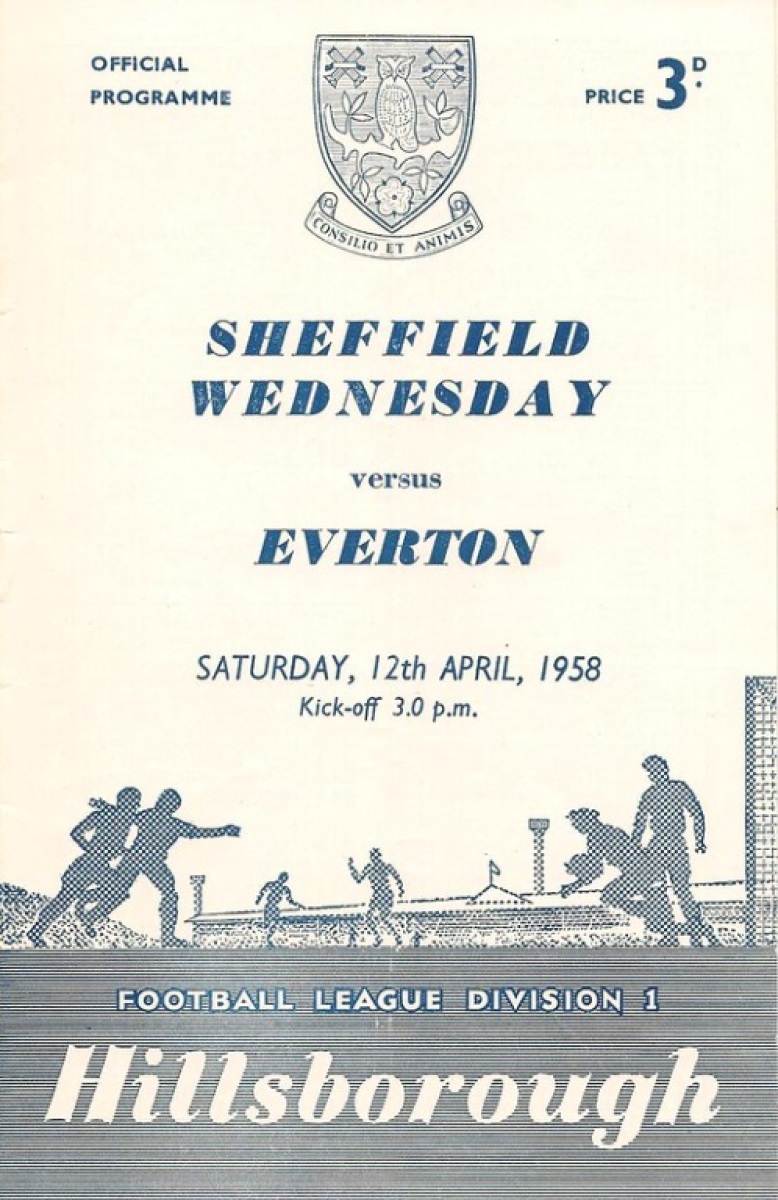 OFFICIAL
PROGRAMME
PRICE 3D.
CONSILIO ET ANIMIS
SHEFFIELD
WEDNESDAY
versus
EVERTON
SATURDAY, 12th APRIL, 1958
Kick-off 3.0 p.m.
FOOTBALL LEAGUE DIVISION 1
Hillsborough